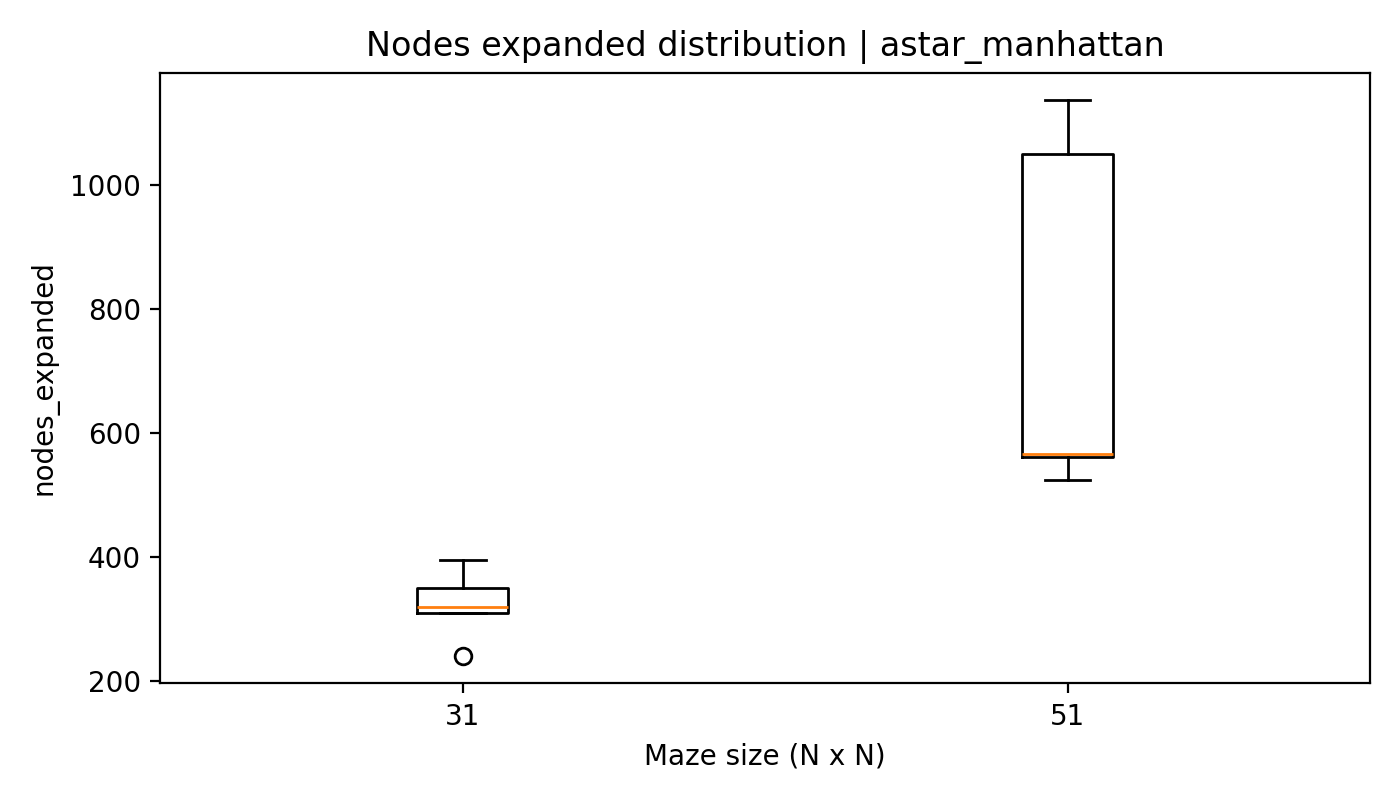 Nodes expanded distribution | astar_manhattan
nodes_expanded
1000
800
600
400
200
31
51
Maze size (N x N)